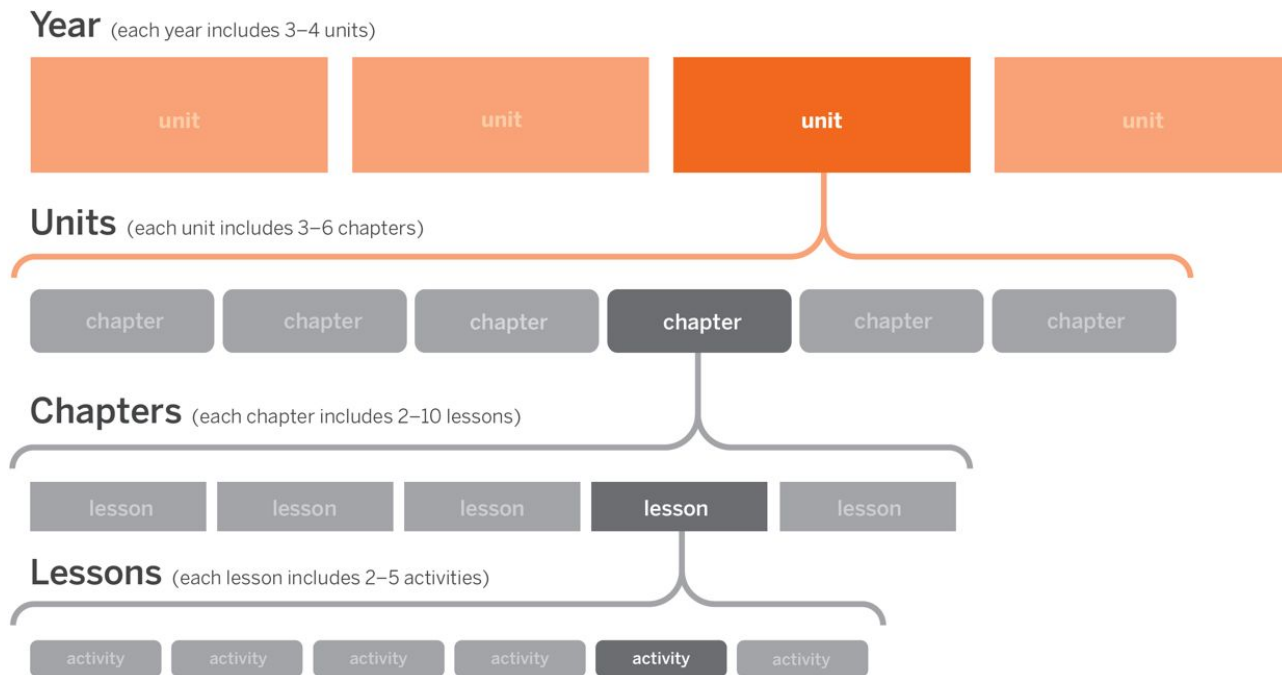 Year (each year includes 3–4 units)
unit unit unit unit
Units (each unit includes 3–6 chapters)
chapter chapter chapter chapter chapter chapter
Chapters (each chapter includes 2–10 lessons)
lesson lesson lesson lesson lesson
Lessons (each lesson includes 2–5 activities)
activity activity activity activity activity activity